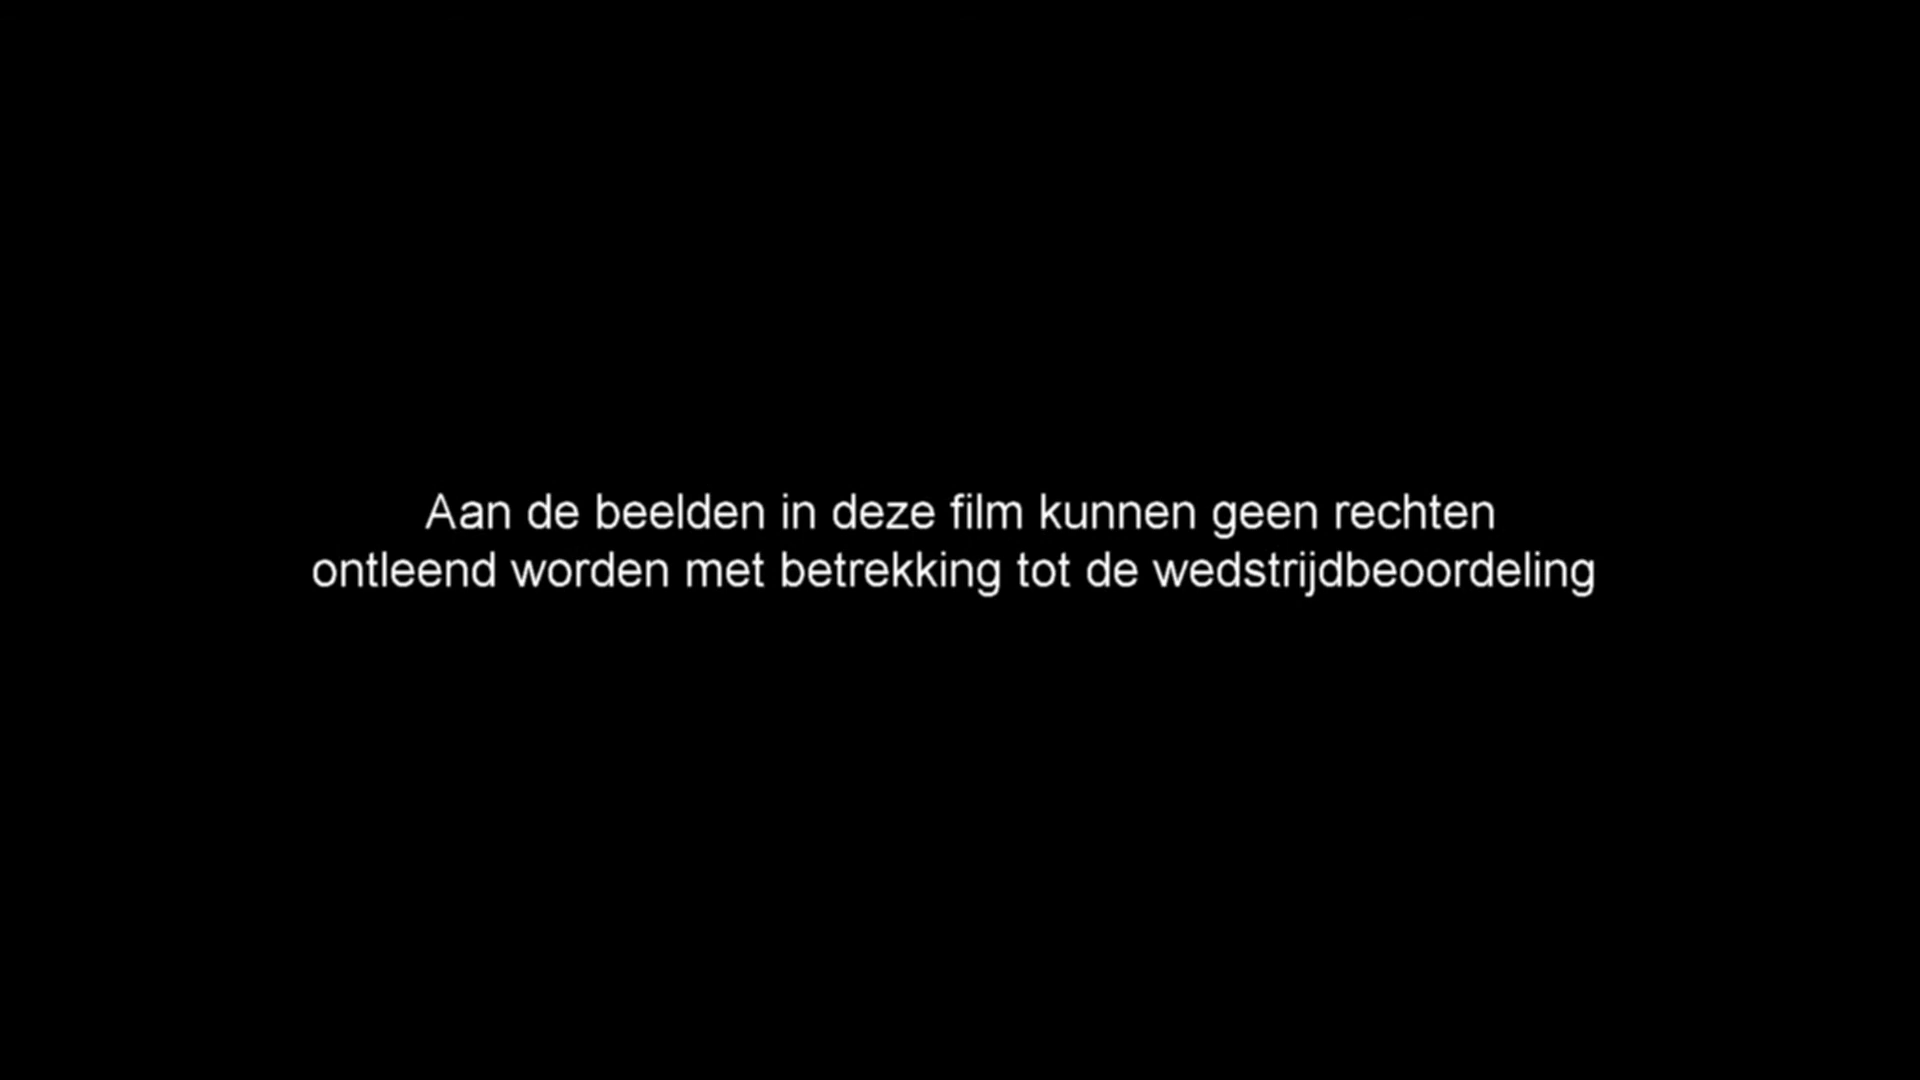 Aan de beelden in deze film kunnen geen rechten
ontleend worden met betrekking tot de wedstrijdbeoordeling